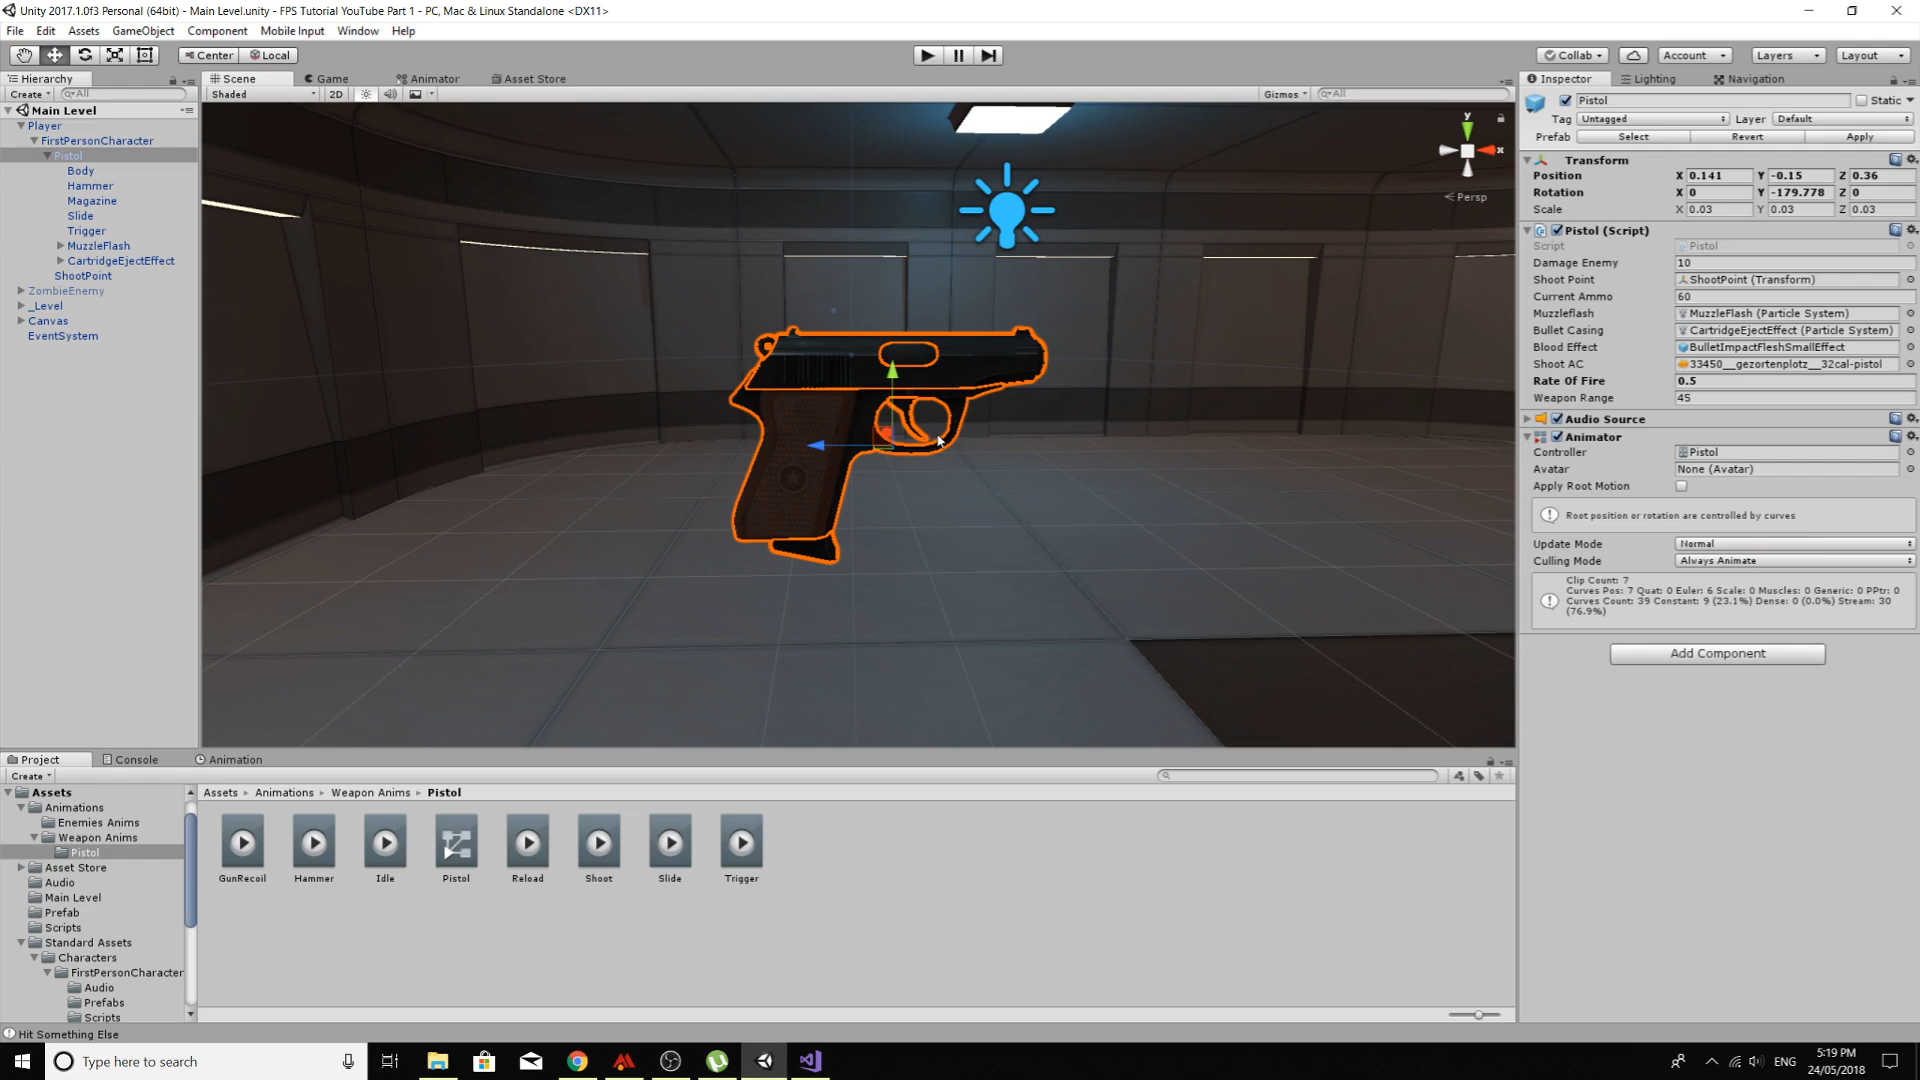 Unity 2017.1.0f3 Personal (64bit) - Main Level.unity - FPS Tutorial YouTube Part 1 - PC, Mac & Linux Standalone <DX11>
File Edit Assets GameObject Component Mobile Input Window Help
Center Local Collab Account Layers Layout
Hierarchy
Create All
Main Level
Player
FirstPersonCharacter
Pistol
Body
Hammer
Magazine
Slide
Trigger
MuzzleFlash
CartridgeEjectEffect
ShootPoint
ZombieEnemy
_Level
Canvas
EventSystem
Scene Game Animator Asset Store
Shaded 2D Gizmos All
y
x
Persp
Inspector Lighting Navigation
Pistol Static
Tag Untagged Layer Default
Prefab Select Revert Apply
Transform
Position X 0.141 Y -0.15 Z 0.36
Rotation X 0 Y -179.778 Z 0
Scale X 0.03 Y 0.03 Z 0.03
Pistol (Script)
Script Pistol
Damage Enemy 10
Shoot Point ShootPoint (Transform)
Current Ammo 60
Muzzleflash MuzzleFlash (Particle System)
Bullet Casing CartridgeEjectEffect (Particle System)
Blood Effect BulletImpactFleshSmallEffect
Shoot AC 33450__gezortenplotz__32cal-pistol
Rate Of Fire 0.5
Weapon Range 45
Audio Source
Animator
Controller Pistol
Avatar None (Avatar)
Apply Root Motion
Root position or rotation are controlled by curves
Update Mode Normal
Culling Mode Always Animate
Clip Count: 7
Curves Pos: 7 Quat: 0 Euler: 6 Scale: 0 Muscles: 0 Generic: 0 PPtr: 0
Curves Count: 39 Constant: 9 (23.1%) Dense: 0 (0.0%) Stream: 30
(76.9%)
Add Component
Project Console Animation
Create
Assets
Animations
Enemies Anims
Weapon Anims
Pistol
Asset Store
Audio
Main Level
Prefab
Scripts
Standard Assets
Characters
FirstPersonCharacter
Audio
Prefabs
Scripts
Assets Animations Weapon Anims Pistol
GunRecoil Hammer Idle Pistol Reload Shoot Slide Trigger
Hit Something Else
Type here to search
ENG
5:19 PM
24/05/2018